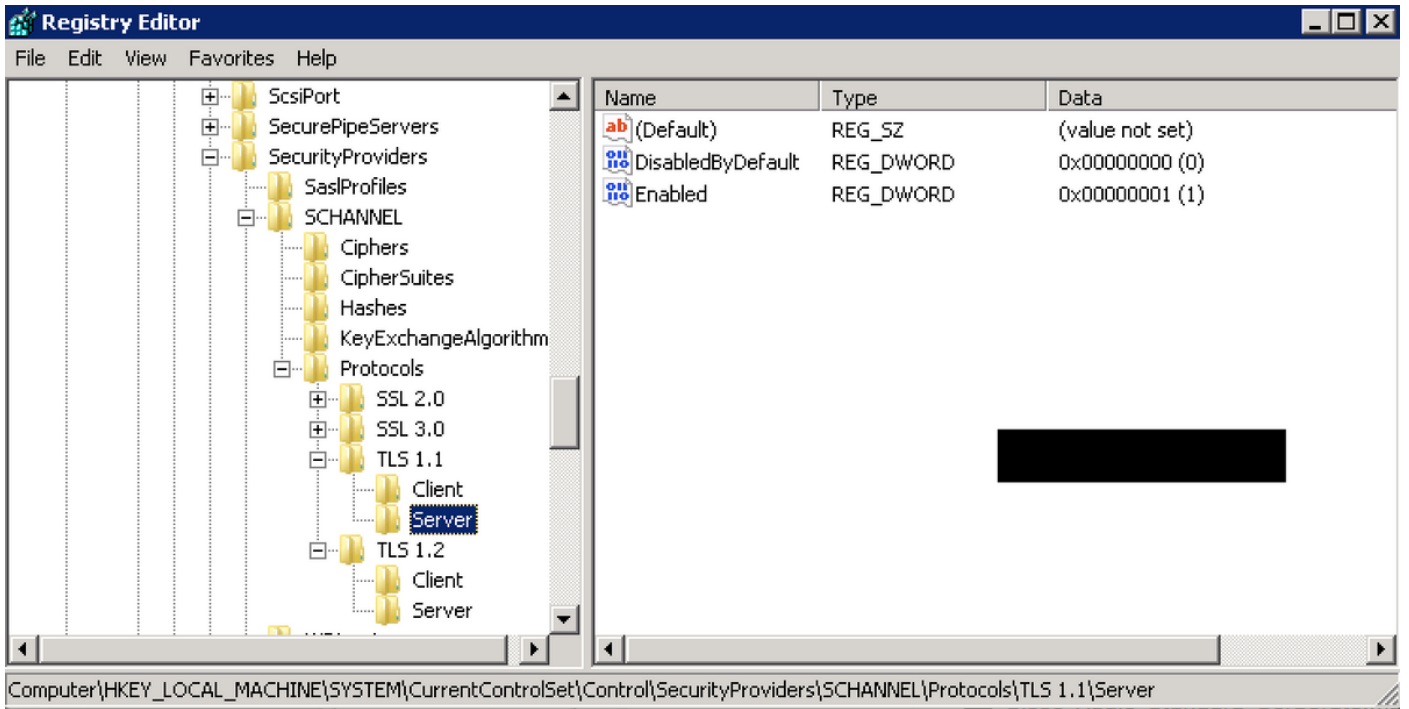 Registry Editor
File Edit View Favorites Help
ScsiPort
SecurePipeServers
SecurityProviders
SaslProfiles
SCHANNEL
Ciphers
CipherSuites
Hashes
KeyExchangeAlgorithm
Protocols
SSL 2.0
SSL 3.0
TLS 1.1
Client
Server
TLS 1.2
Client
Server
Name Type Data
(Default) REG_SZ (value not set)
DisabledByDefault REG_DWORD 0x00000000 (0)
Enabled REG_DWORD 0x00000001 (1)
Computer\HKEY_LOCAL_MACHINE\SYSTEM\CurrentControlSet\Control\SecurityProviders\SCHANNEL\Protocols\TLS 1.1\Server